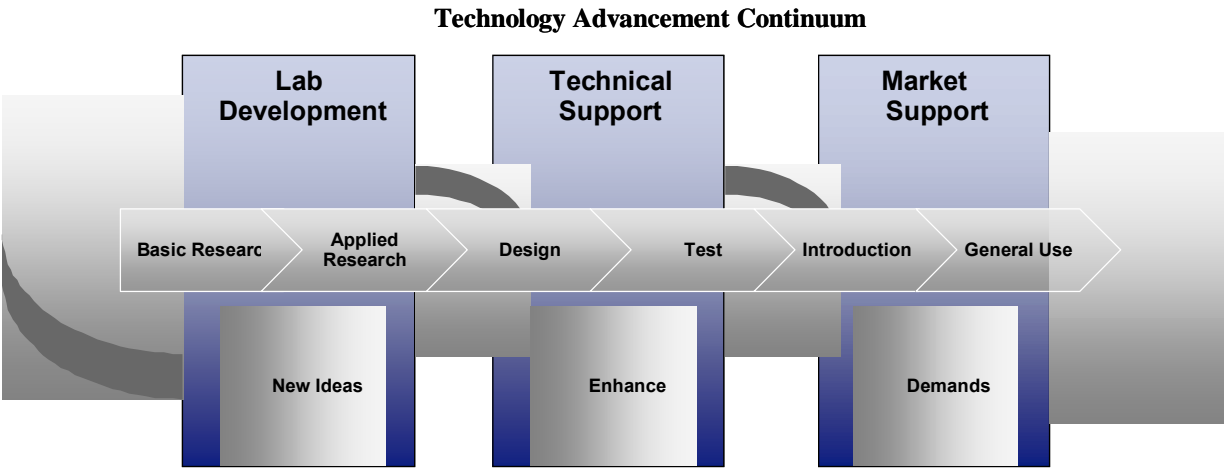 Technology Advancement Continuum
Lab
Development
Technical
Support
Market
Support
Basic Researc
Applied
Research
Design
Test
Introduction
General Use
New Ideas
Enhance
Demands